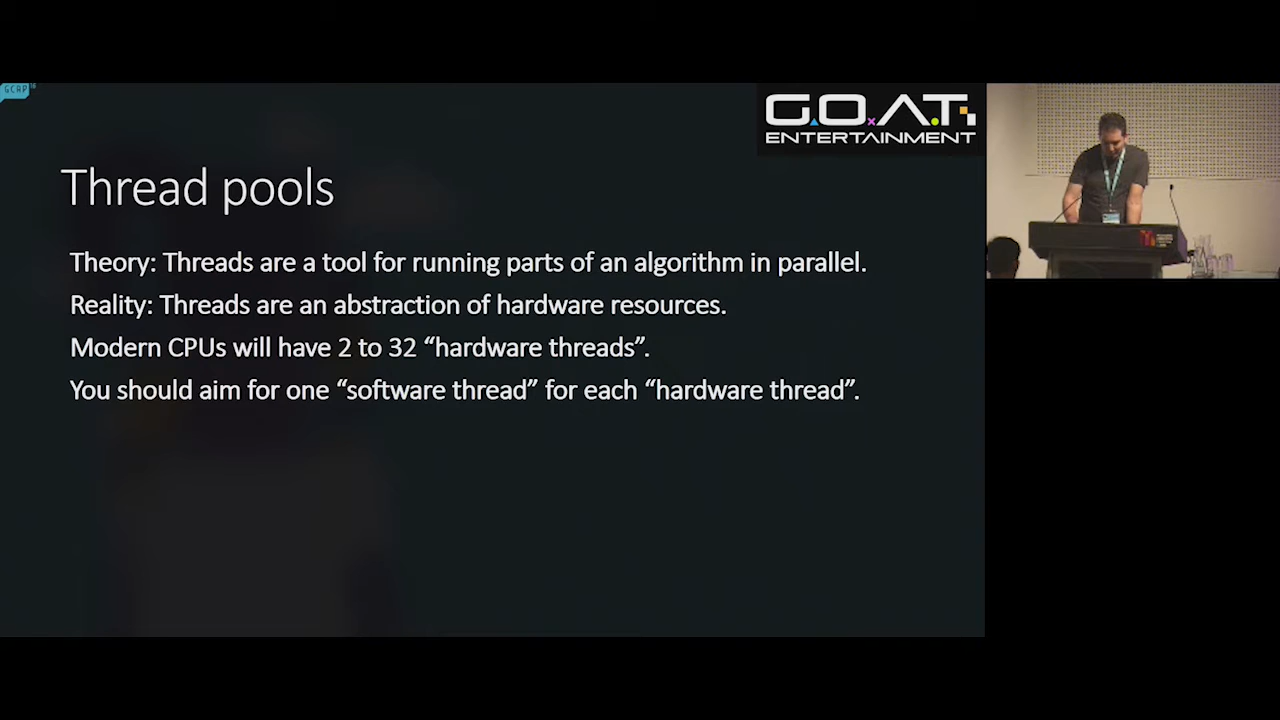 GCAP
G.O.A.T.
ENTERTAINMENT
Thread pools
Theory: Threads are a tool for running parts of an algorithm in parallel.
Reality: Threads are an abstraction of hardware resources.
Modern CPUs will have 2 to 32 “hardware threads”.
You should aim for one “software thread” for each “hardware thread”.